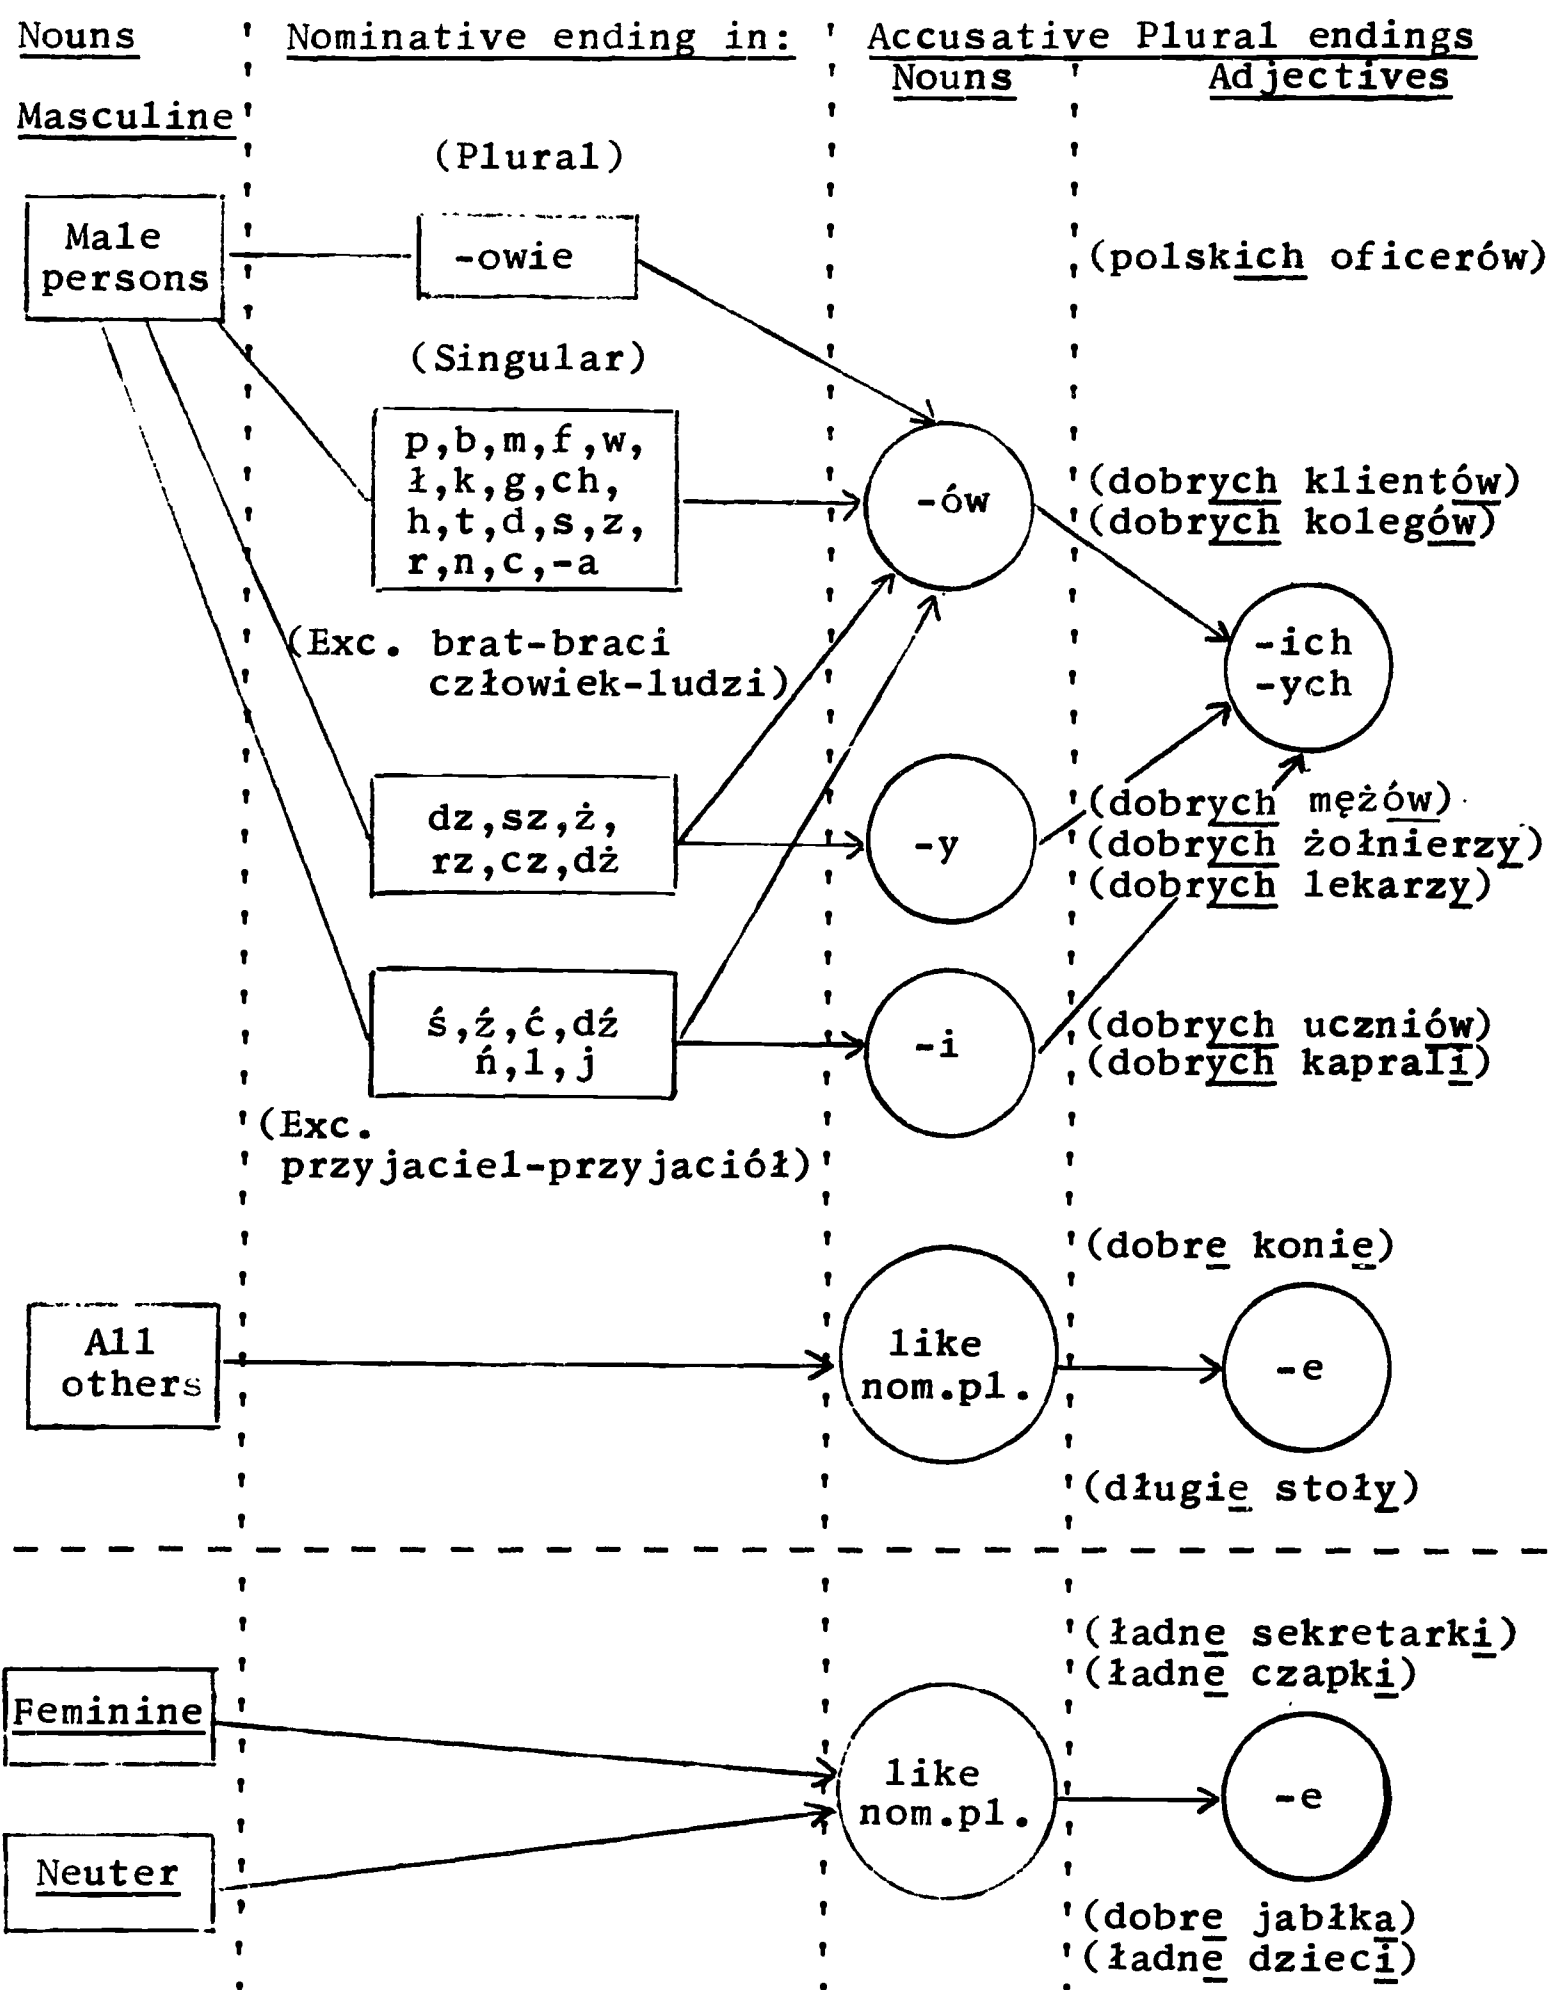 Nouns ' Nominative ending in: ' Accusative Plural endings
Nouns ' Adjectives
Masculine
(Plural)
Male
persons
-owie
(polskich oficerów)
(Singular)
p,b,m,f,w,
ł,k,g,ch,
h,t,d,s,z,
r,n,c,-a
-ów
(dobrych klientów)
(dobrych kolegów)
(Exc. brat-braci
człowiek-ludzi)
-ich
-ych
dz,sz,ż,
rz,cz,dż
-y
(dobrych mężów)
(dobrych żołnierzy)
(dobrych lekarzy)
ś,ź,ć,dź
ń,l,j
-i
(dobrych uczniów)
(dobrych kaprali)
(Exc.
przyjaciel-przyjaciół)
(dobre konie)
All
others
like
nom.pl.
-e
(długie stoły)
(ładne sekretarki)
(ładne czapki)
Feminine
like
nom.pl.
-e
Neuter
(dobre jabłka)
(ładne dzieci)